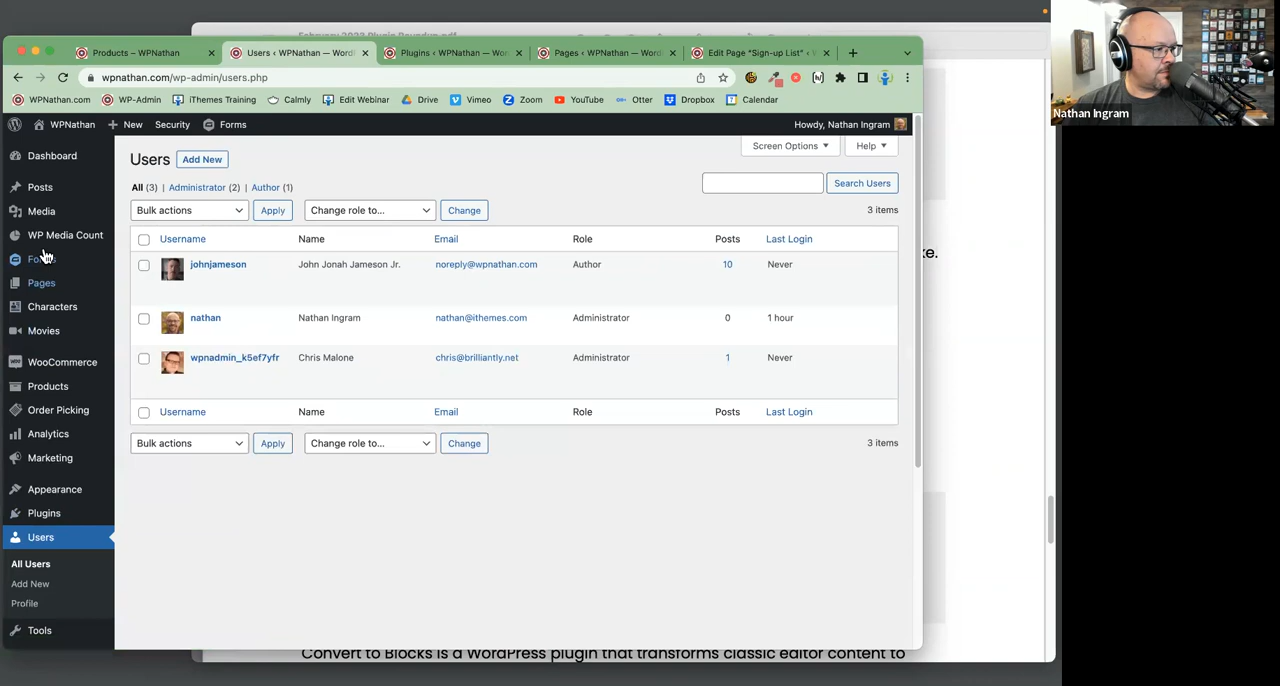 February 2023 Plugin Roundup.pdf
Products – WPNathan
Users ‹ WPNathan — Word
Plugins ‹ WPNathan — Wor
Pages ‹ WPNathan — Word
Edit Page "Sign-up List" ‹ W
wpnathan.com/wp-admin/users.php
WPNathan.com
WP-Admin
iThemes Training
Calmly
Edit Webinar
Drive
Vimeo
Zoom
YouTube
Otter
Dropbox
Calendar
WPNathan
New
Security
Forms
Howdy, Nathan Ingram
Nathan Ingram
Dashboard
Posts
Media
WP Media Count
Pages
Characters
Movies
WooCommerce
Products
Order Picking
Analytics
Marketing
Appearance
Plugins
Users
All Users
Add New
Profile
Tools
Users
Add New
Screen Options
Help
All (3) | Administrator (2) | Author (1)
Search Users
Bulk actions
Apply
Change role to...
Change
3 items
Username Name Email Role Posts Last Login
johnjameson John Jonah Jameson Jr. noreply@wpnathan.com Author 10 Never
nathan Nathan Ingram nathan@ithemes.com Administrator 0 1 hour
wpnadmin_k5ef7yfr Chris Malone chris@brilliantly.net Administrator 1 Never
Username Name Email Role Posts Last Login
Bulk actions
Apply
Change role to...
Change
3 items
ke.
Convert to Blocks is a WordPress plugin that transforms classic editor content to